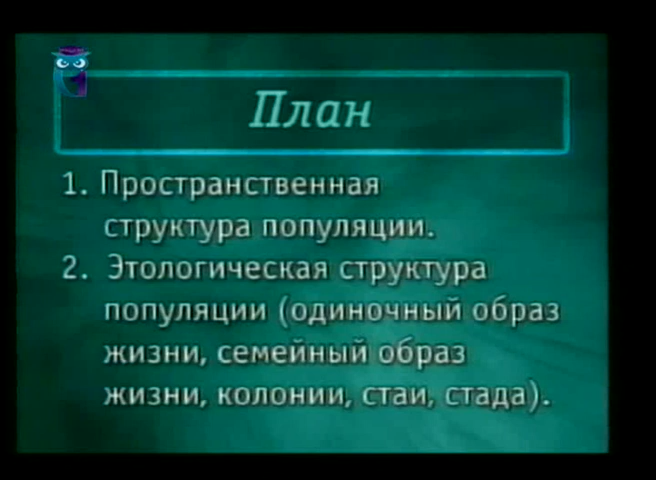 План
1. Пространственная
структура популяции.
2. Этологическая структура
популяции (одиночный образ
жизни, семейный образ
жизни, колонии, стаи, стада).